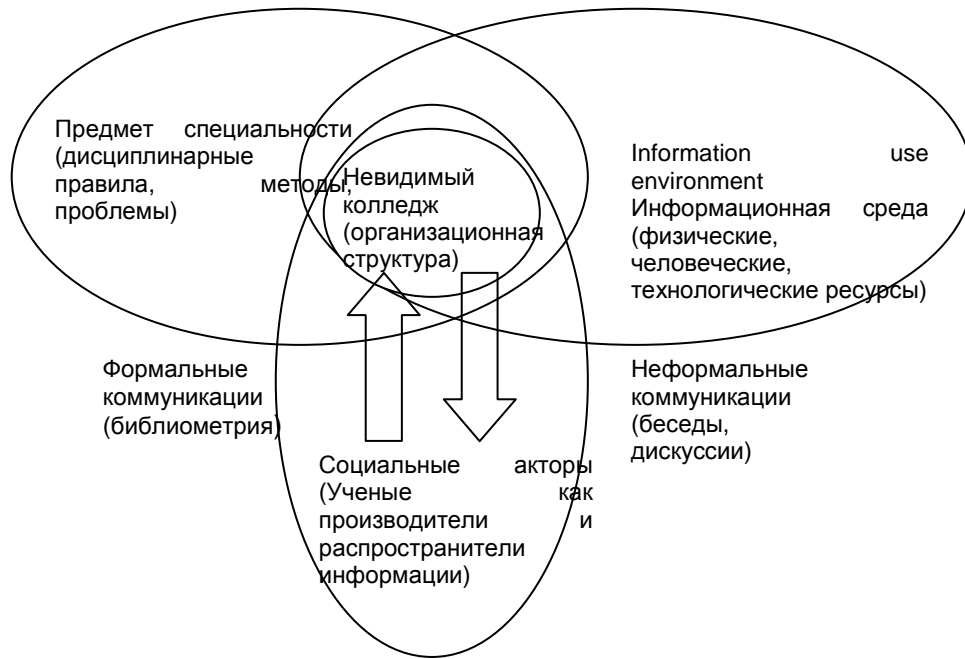 Предмет специальности
(дисциплинарные
правила, методы,
проблемы)
Невидимый
колледж
(организационная
структура)
Information use
environment
Информационная среда
(физические,
человеческие,
технологические ресурсы)
Формальные
коммуникации
(библиометрия)
Неформальные
коммуникации
(беседы,
дискуссии)
Социальные акторы
(Ученые как
производители и
распространители
информации)